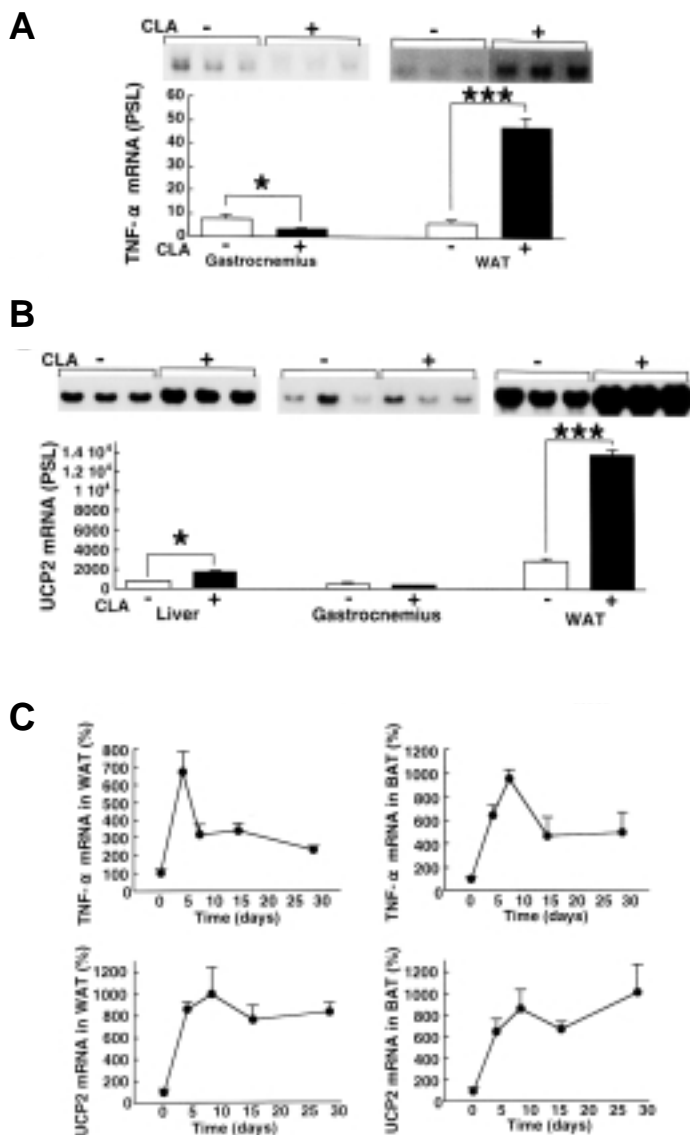 A
CLA - + - +
TNF-α mRNA (PSL)
60
50
40
30
20
10
0
★
★★★
CLA - + - +
Gastrocnemius WAT
B
CLA - + - + - +
UCP2 mRNA (PSL)
1.4 10⁴
1.2 10⁴
1 10⁴
8000
6000
4000
2000
0
★
★★★
CLA - + - + - +
Liver Gastrocnemius WAT
C
TNF-α mRNA in WAT (%)
800
700
600
500
400
300
200
100
0
0 5 10 15 20 25 30
Time (days)
TNF-α mRNA in BAT (%)
1200
1000
800
600
400
200
0
0 5 10 15 20 25 30
Time (days)
UCP2 mRNA in WAT (%)
1200
1000
800
600
400
200
0
0 5 10 15 20 25 30
Time (days)
UCP2 mRNA in BAT (%)
1200
1000
800
600
400
200
0
0 5 10 15 20 25 30
Time (days)